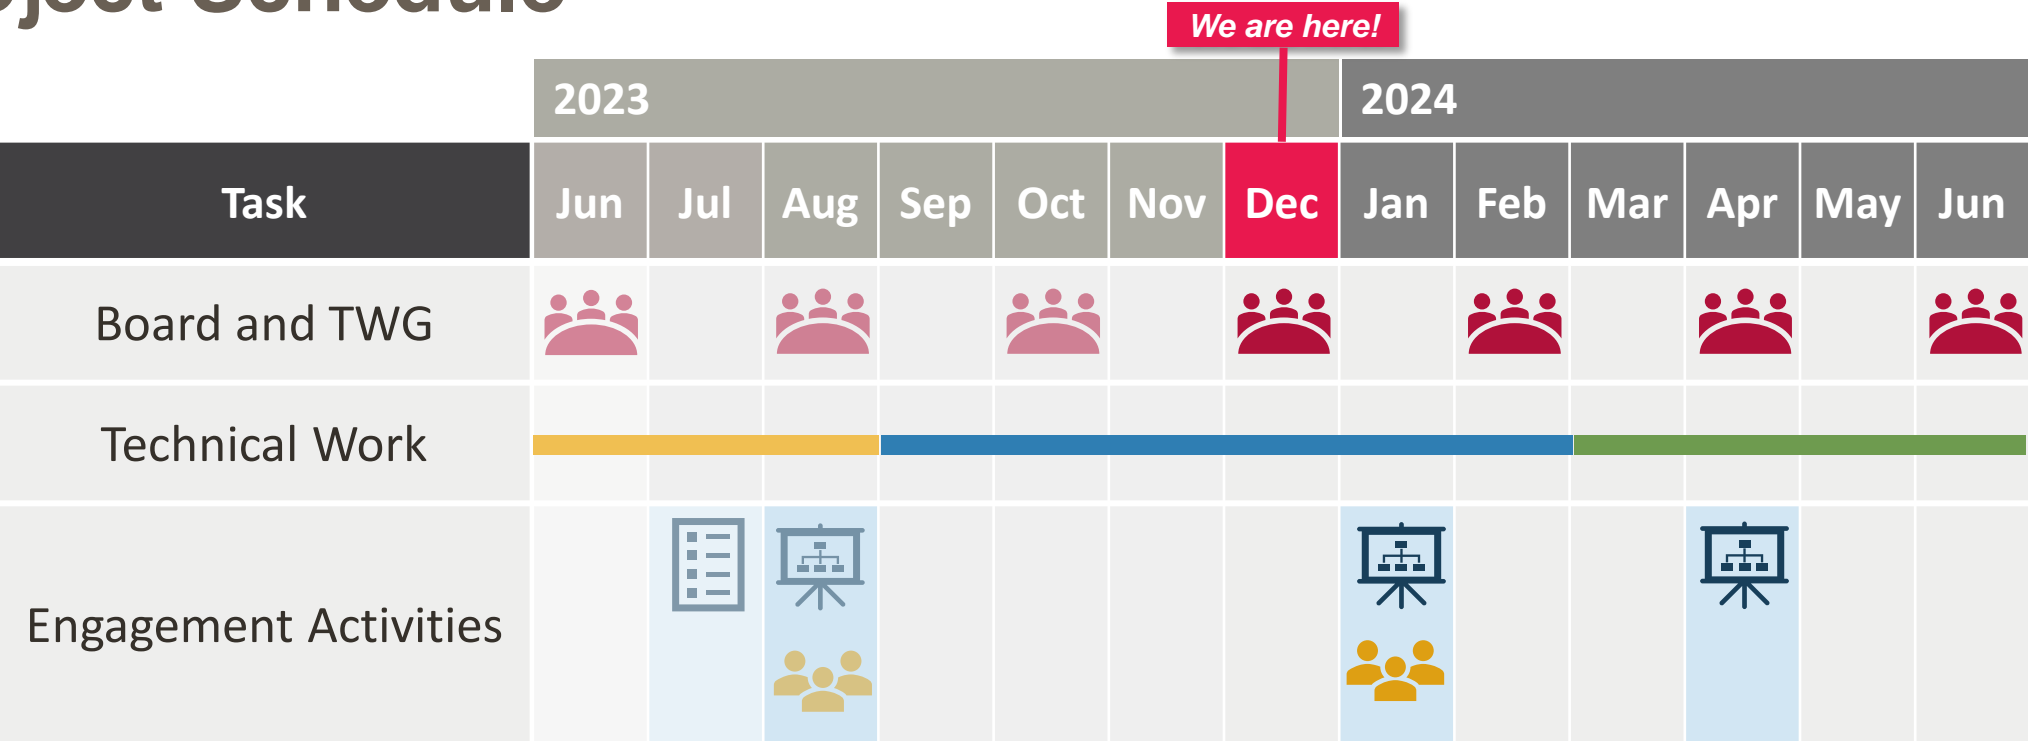 Schedule
We are here!
2023 2024
Task Jun Jul Aug Sep Oct Nov Dec Jan Feb Mar Apr May Jun
Board and TWG
Technical Work
Engagement Activities